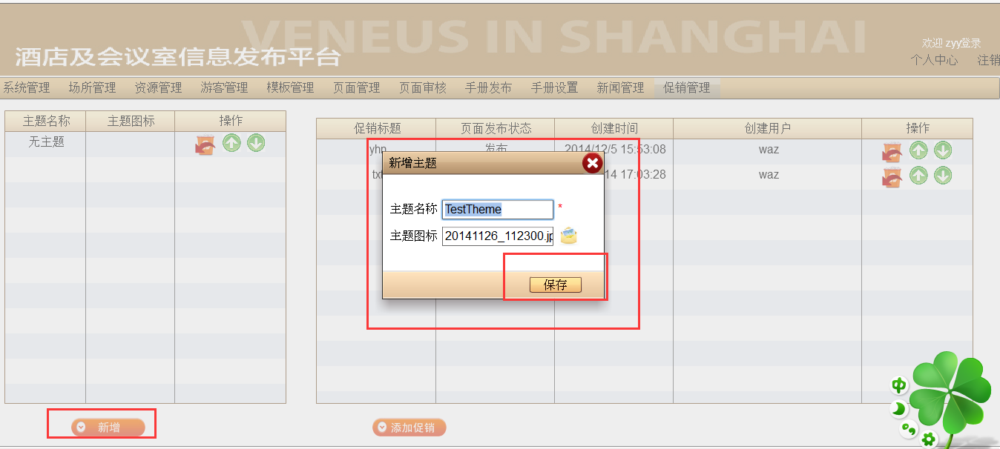 VENEUS IN SHANGHAI
酒店及会议室信息发布平台
欢迎 zyy登录
个人中心 注销
系统管理 场所管理 资源管理 游客管理 模板管理 页面管理 页面审核 手册发布 手册设置 新闻管理 促销管理
主题名称 主题图标 操作
无主题
促销标题 页面发布状态 创建时间 创建用户 操作
yhn 发布 2014/12/5 15:53:08 waz
14 17:03:28 waz
新增主题
主题名称 TestTheme *
主题图标 20141126_112300.jp
保存
新增
添加促销
中